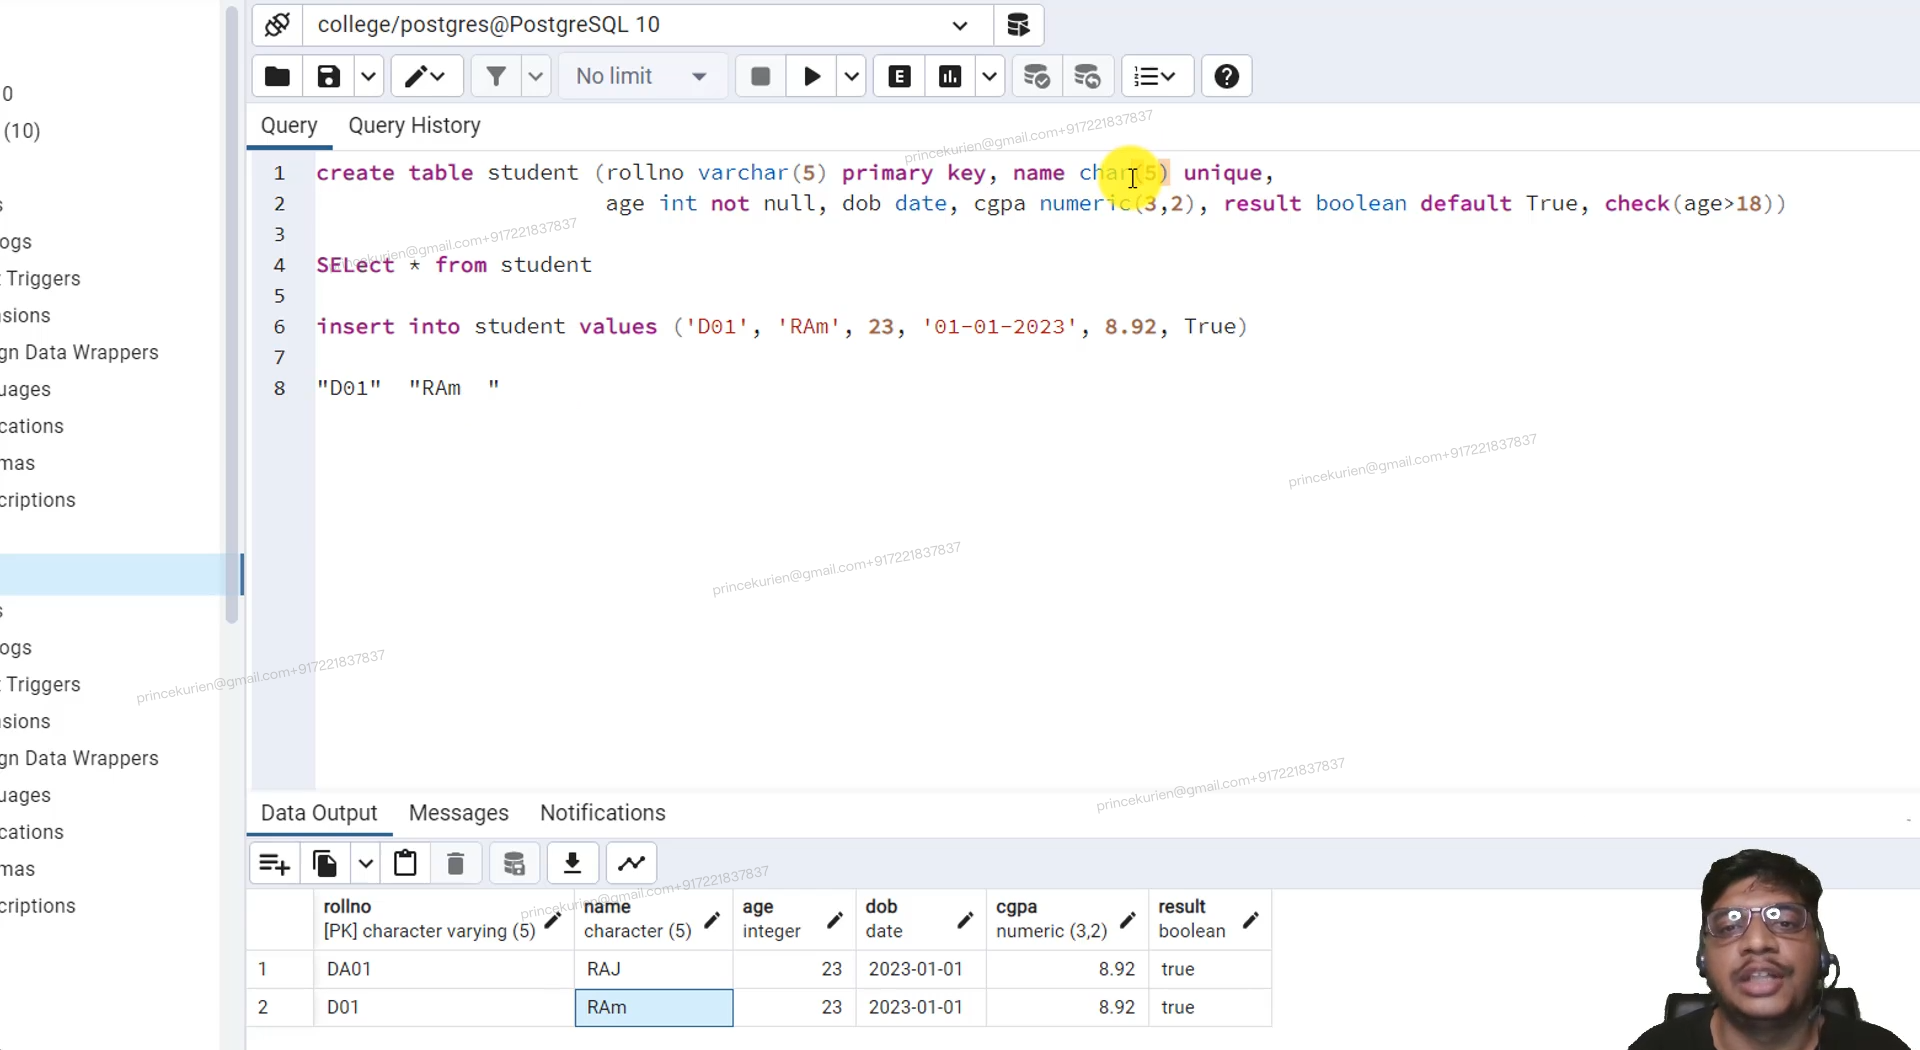 college/postgres@PostgreSQL 10
No limit
E
Query Query History
1 create table student (rollno varchar(5) primary key, name char(5) unique,
2 age int not null, dob date, cgpa numeric(3,2), result boolean default True, check(age>18))
3
4 SELect * from student
5
6 insert into student values ('D01', 'RAm', 23, '01-01-2023', 8.92, True)
7
8 "D01" "RAm  "
0
(10)
s
ogs
t Triggers
nsions
gn Data Wrappers
uages
cations
mas
criptions
s
ogs
t Triggers
nsions
gn Data Wrappers
uages
cations
mas
criptions
princekurien@gmail.com+917221837837
princekurien@gmail.com+917221837837
princekurien@gmail.com+917221837837
princekurien@gmail.com+917221837837
princekurien@gmail.com+917221837837
princekurien@gmail.com+917221837837
princekurien@gmail.com+917221837837
Data Output Messages Notifications
rollno name age dob cgpa result
[PK] character varying (5) character (5) integer date numeric (3,2) boolean
1 DA01 RAJ 23 2023-01-01 8.92 true
2 D01 RAm 23 2023-01-01 8.92 true